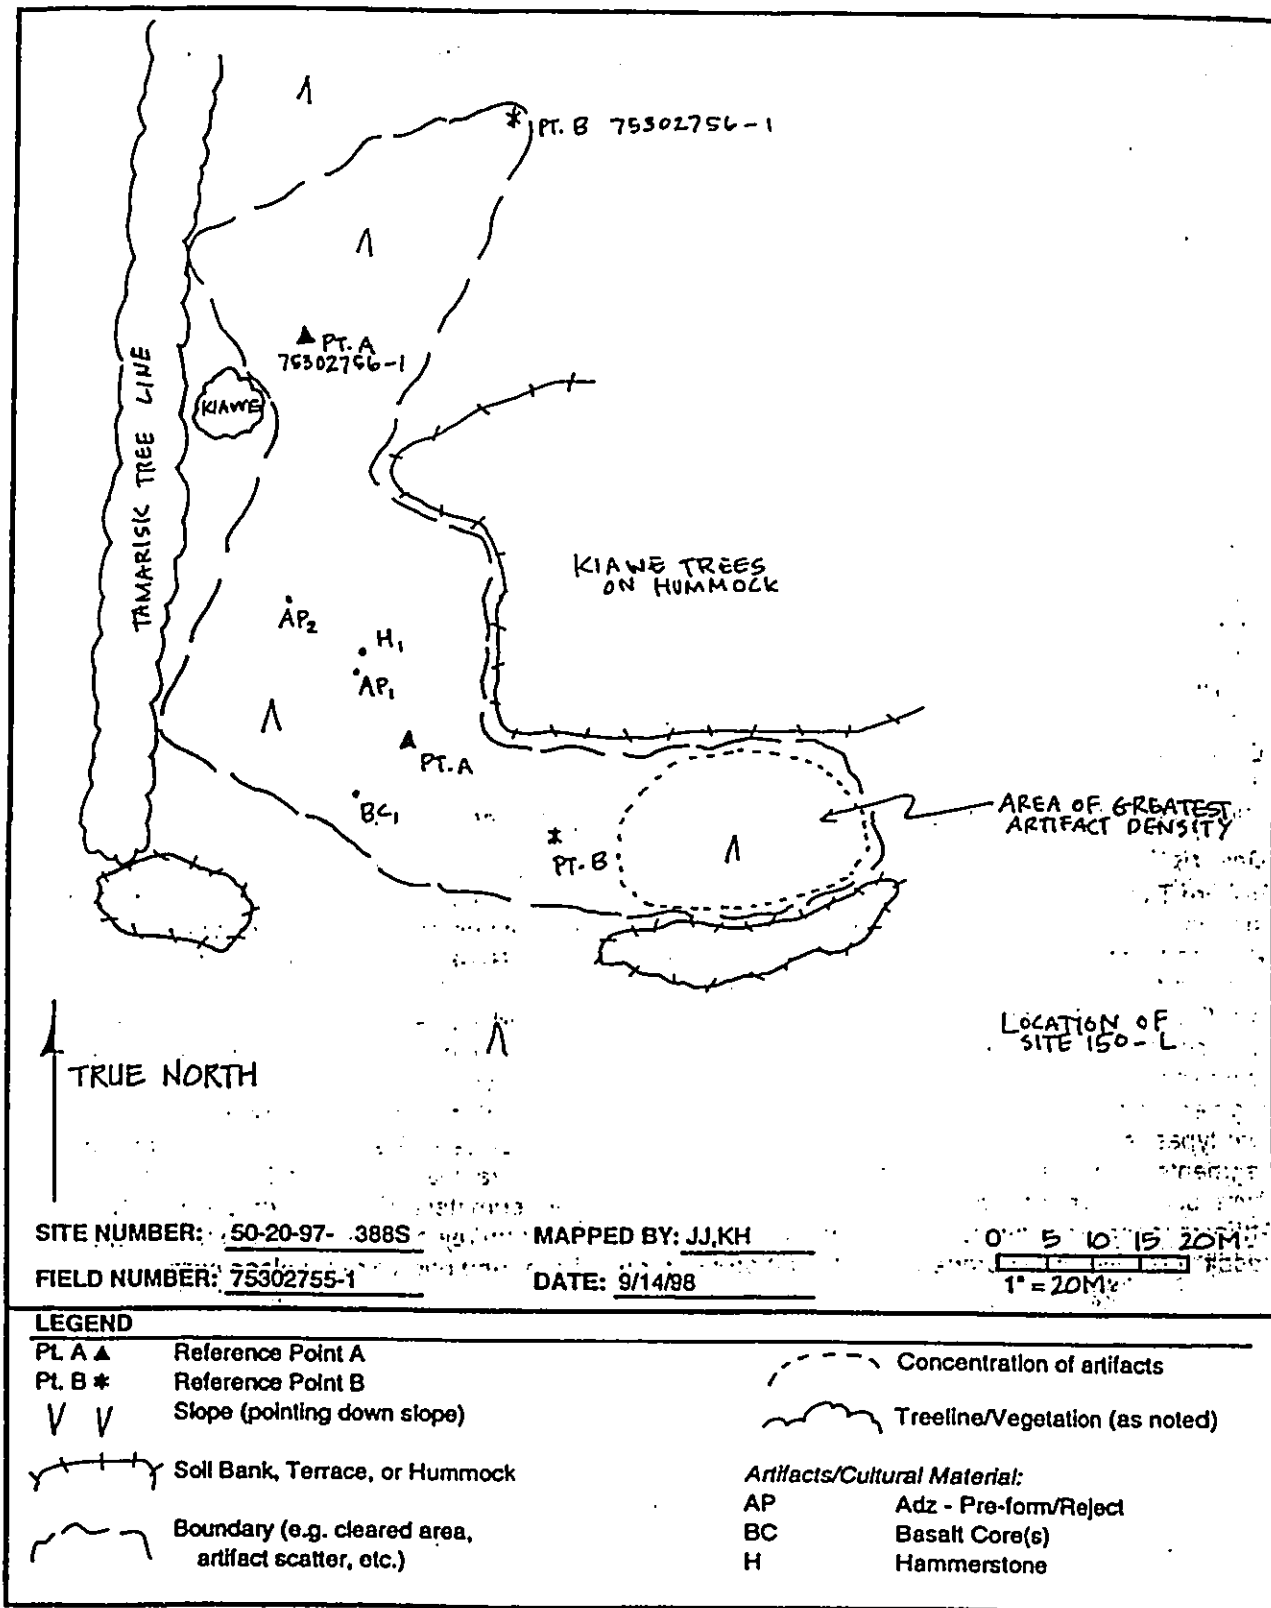 PT. B 75302756-1
PT. A
75302756-1
KIAWE
TAMARISK TREE LINE
KIAWE TREES
ON HUMMOCK
AP2
H1
AP1
PT. A
BC1
PT. B
AREA OF GREATEST
ARTIFACT DENSITY
LOCATION OF
SITE 150-L
TRUE NORTH
SITE NUMBER: 50-20-97- 388S
MAPPED BY: JJ,KH
FIELD NUMBER: 75302755-1
DATE: 9/14/98
0 5 10 15 20M
1" = 20M
LEGEND
Pt. A Reference Point A
Pt. B Reference Point B
Slope (pointing down slope)
Soil Bank, Terrace, or Hummock
Boundary (e.g. cleared area,
artifact scatter, etc.)
Concentration of artifacts
Treeline/Vegetation (as noted)
Artifacts/Cultural Material:
AP Adz - Pre-form/Reject
BC Basalt Core(s)
H Hammerstone